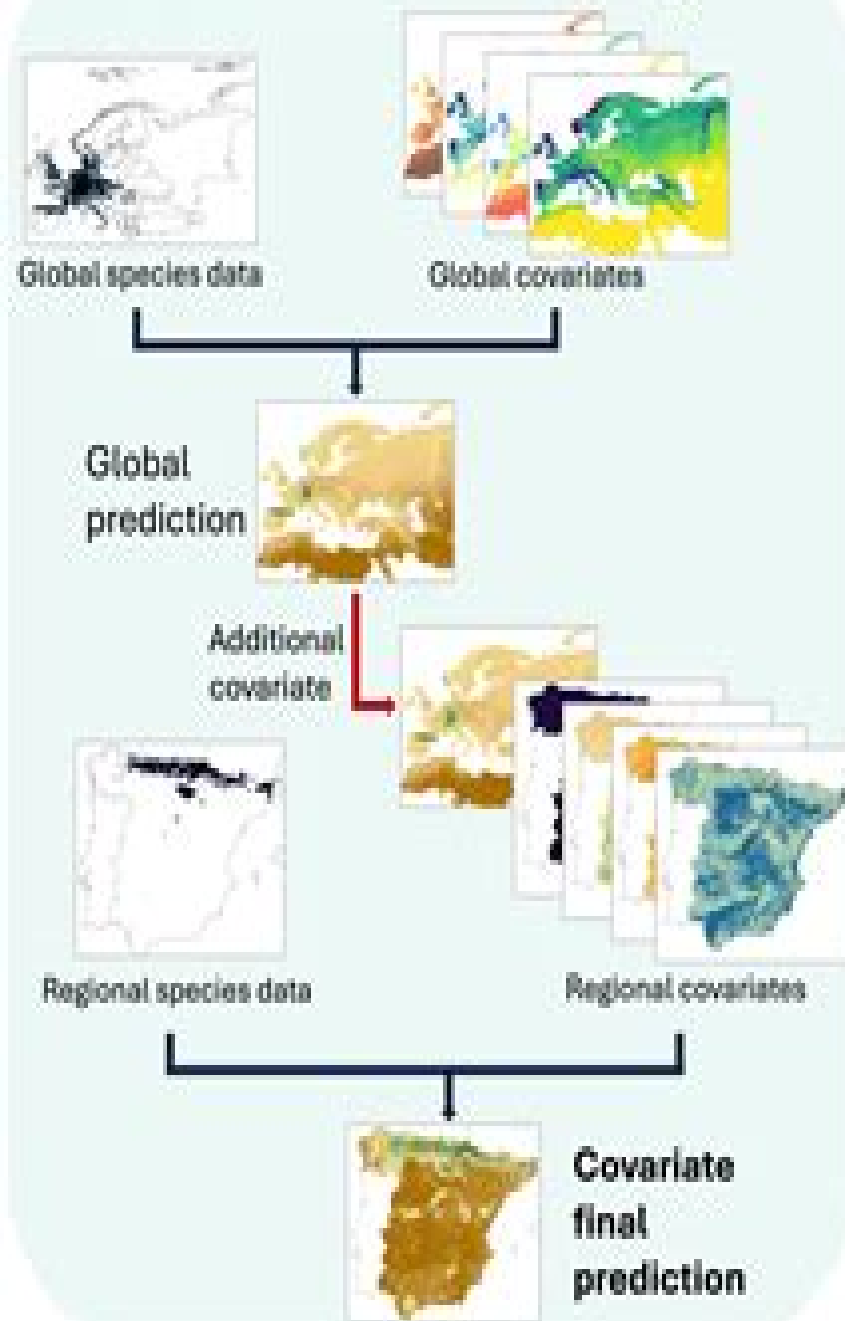 Global species data
Global covariates
Global
prediction
Additional
covariate
Regional species data
Regional covariates
Covariate
final
prediction